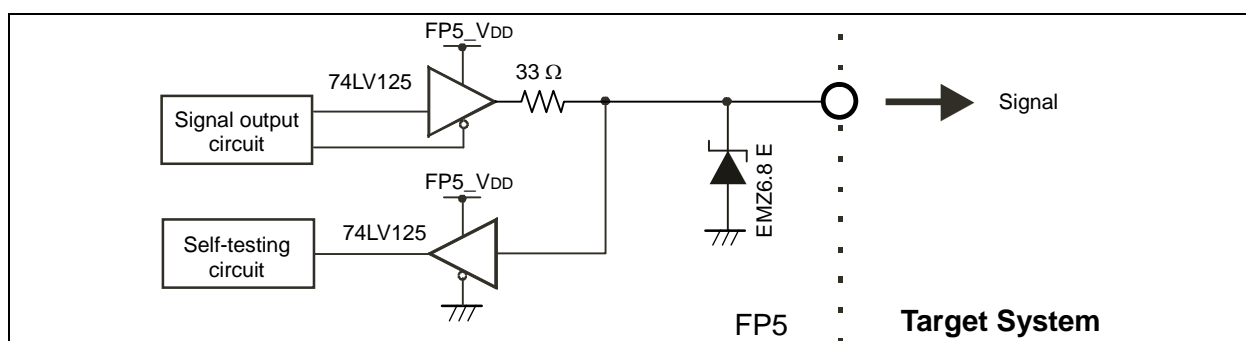 FP5_VDD
74LV125
33 Ω
Signal output
circuit
Signal
EMZ6.8 E
FP5_VDD
74LV125
Self-testing
circuit
FP5
Target System